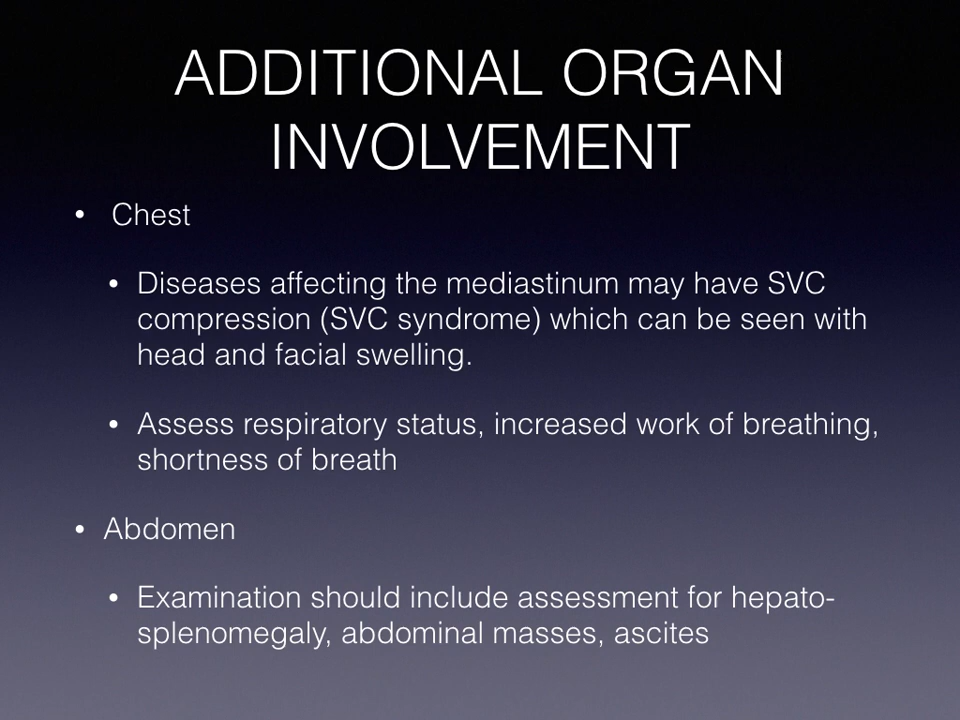 ADDITIONAL ORGAN
INVOLVEMENT
• Chest
• Diseases affecting the mediastinum may have SVC
compression (SVC syndrome) which can be seen with
head and facial swelling.
• Assess respiratory status, increased work of breathing,
shortness of breath
• Abdomen
• Examination should include assessment for hepato-
splenomegaly, abdominal masses, ascites